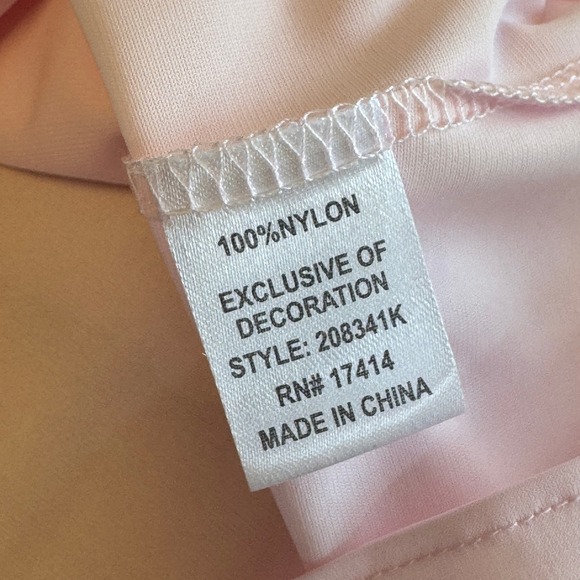 100%NYLON
EXCLUSIVE OF
DECORATION
STYLE: 208341K
RN# 17414
MADE IN CHINA